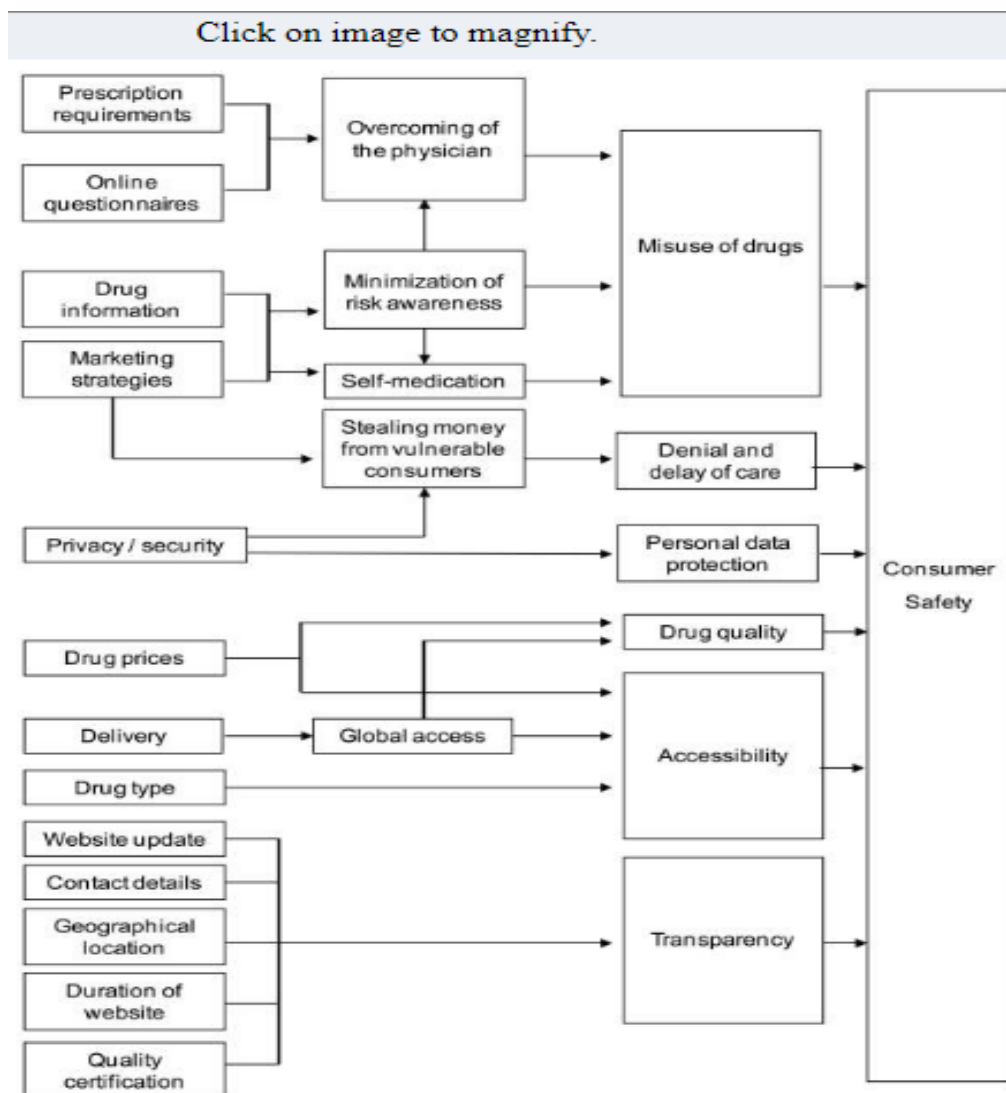 Click on image to magnify.
Prescription
requirements
Online
questionnaires
Drug
information
Marketing
strategies
Privacy / security
Drug prices
Delivery
Drug type
Website update
Contact details
Geographical
location
Duration of
website
Quality
certification
Overcoming of
the physician
Minimization of
risk awareness
Self-medication
Stealing money
from vulnerable
consumers
Global access
Misuse of drugs
Denial and
delay of care
Personal data
protection
Drug quality
Accessibility
Transparency
Consumer
Safety